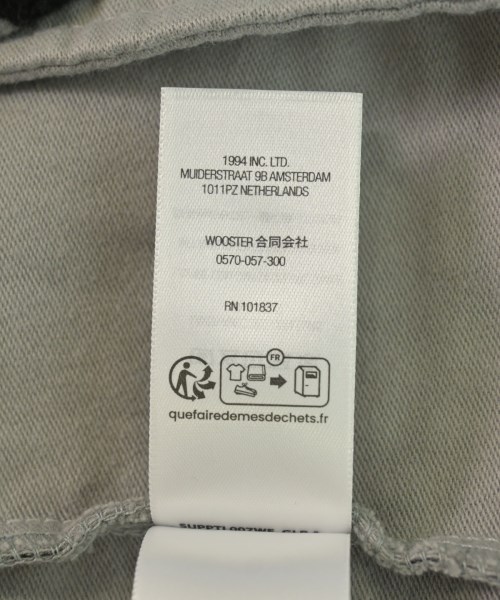 1994 INC. LTD.
MUIDERSTRAAT 9B AMSTERDAM
1011PZ NETHERLANDS
WOOSTER 合同会社
0570-057-300
RN 101837
FR
quefairedemesdechets.fr